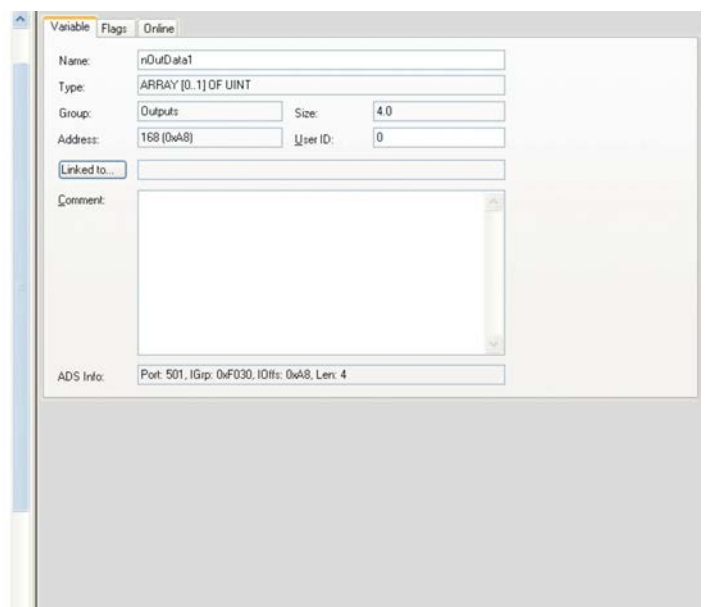 Variable Flags Online
Name: nOutData1
Type: ARRAY [0..1] OF UINT
Group: Outputs Size: 4.0
Address: 168 (0xA8) User ID: 0
Linked to...
Comment:
ADS Info: Port: 501, IGrp: 0xF030, IOffs: 0xA8, Len: 4